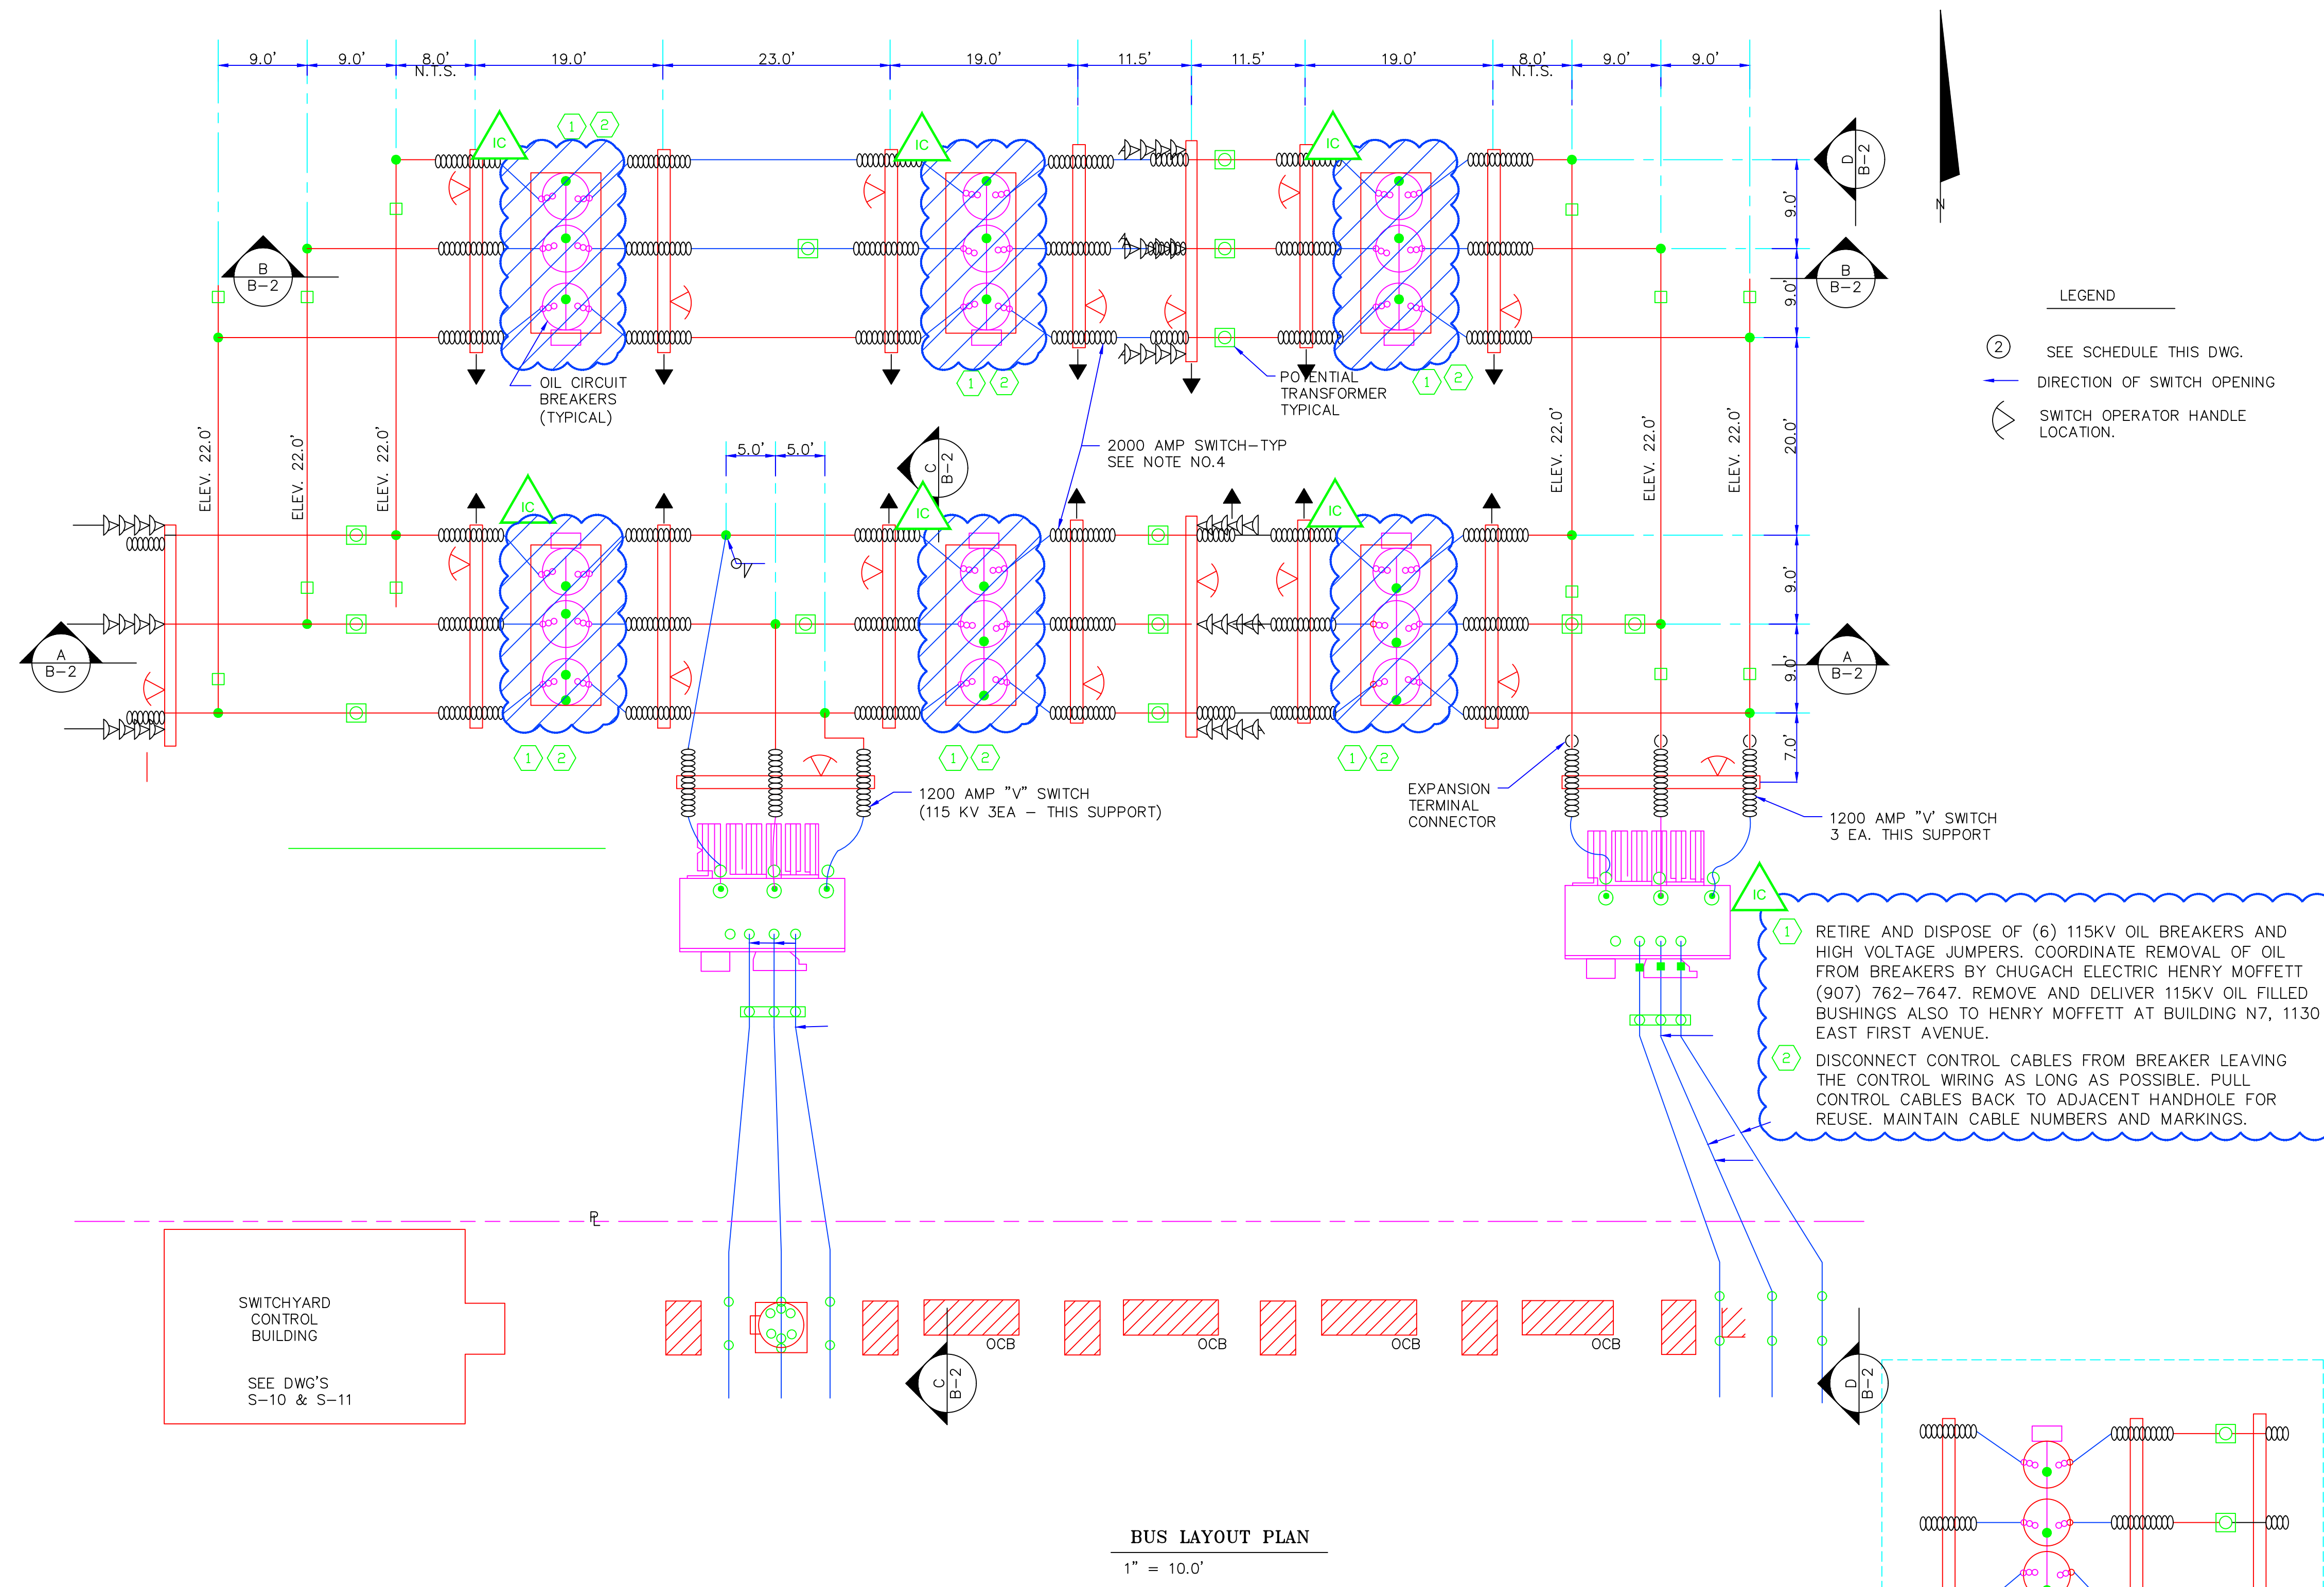 9.0'
9.0'
8.0'
N.T.S.
19.0'
23.0'
19.0'
11.5'
11.5'
19.0'
8.0'
N.T.S.
9.0'
9.0'
IC
1
2
IC
IC
D
B-2
N
9.0'
B
B-2
B
B-2
9.0'
LEGEND
2
SEE SCHEDULE THIS DWG.
DIRECTION OF SWITCH OPENING
SWITCH OPERATOR HANDLE
LOCATION.
OIL CIRCUIT
BREAKERS
(TYPICAL)
1
2
POTENTIAL
TRANSFORMER
TYPICAL
1
2
ELEV. 22.0'
ELEV. 22.0'
ELEV. 22.0'
5.0'
5.0'
C
B-2
2000 AMP SWITCH-TYP
SEE NOTE NO.4
ELEV. 22.0'
ELEV. 22.0'
ELEV. 22.0'
20.0'
IC
IC
IC
9.0'
A
B-2
9.0'
A
B-2
7.0'
1
2
1
2
1
2
1200 AMP "V" SWITCH
(115 KV 3EA - THIS SUPPORT)
EXPANSION
TERMINAL
CONNECTOR
1200 AMP "V' SWITCH
3 EA. THIS SUPPORT
IC
1
RETIRE AND DISPOSE OF (6) 115KV OIL BREAKERS AND
HIGH VOLTAGE JUMPERS. COORDINATE REMOVAL OF OIL
FROM BREAKERS BY CHUGACH ELECTRIC HENRY MOFFETT
(907) 762-7647. REMOVE AND DELIVER 115KV OIL FILLED
BUSHINGS ALSO TO HENRY MOFFETT AT BUILDING N7, 1130
EAST FIRST AVENUE.
2
DISCONNECT CONTROL CABLES FROM BREAKER LEAVING
THE CONTROL WIRING AS LONG AS POSSIBLE. PULL
CONTROL CABLES BACK TO ADJACENT HANDHOLE FOR
REUSE. MAINTAIN CABLE NUMBERS AND MARKINGS.
PL
SWITCHYARD
CONTROL
BUILDING
SEE DWG'S
S-10 & S-11
OCB
OCB
OCB
OCB
C
B-2
D
B-2
BUS LAYOUT PLAN
1" = 10.0'